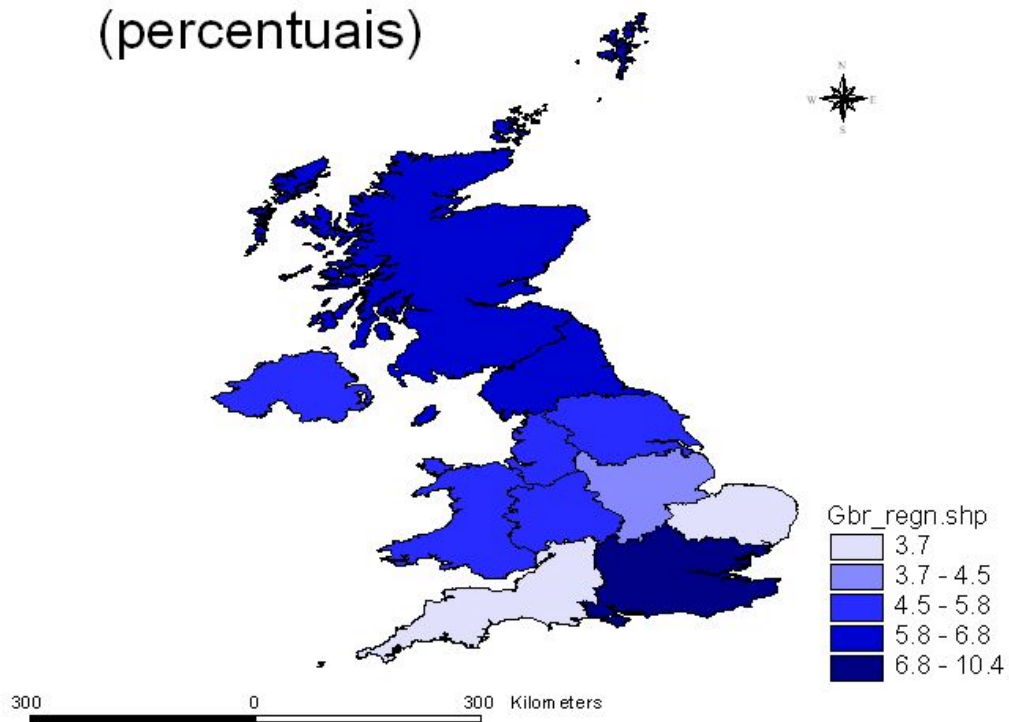 (percentuais)
N
W E
S
Gbr_regn.shp
3.7
3.7 - 4.5
4.5 - 5.8
5.8 - 6.8
6.8 - 10.4
300 0 300 Kilometers